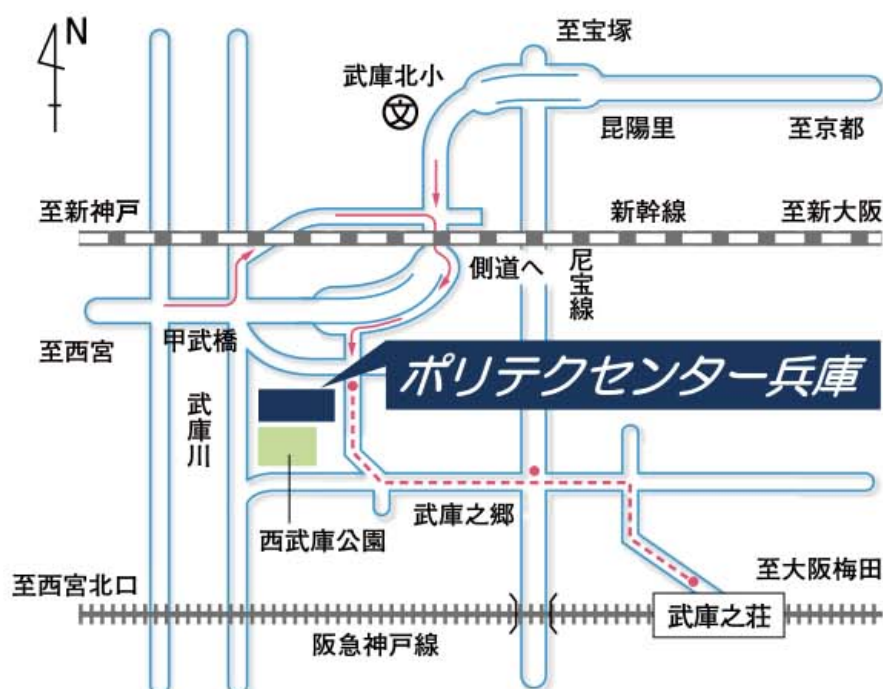 N
至宝塚
武庫北小
文
昆陽里
至京都
至新神戸
新幹線
至新大阪
側道へ
尼宝線
至西宮
甲武橋
ポリテクセンター兵庫
武庫川
武庫之郷
西武庫公園
至西宮北口
至大阪梅田
武庫之荘
阪急神戸線